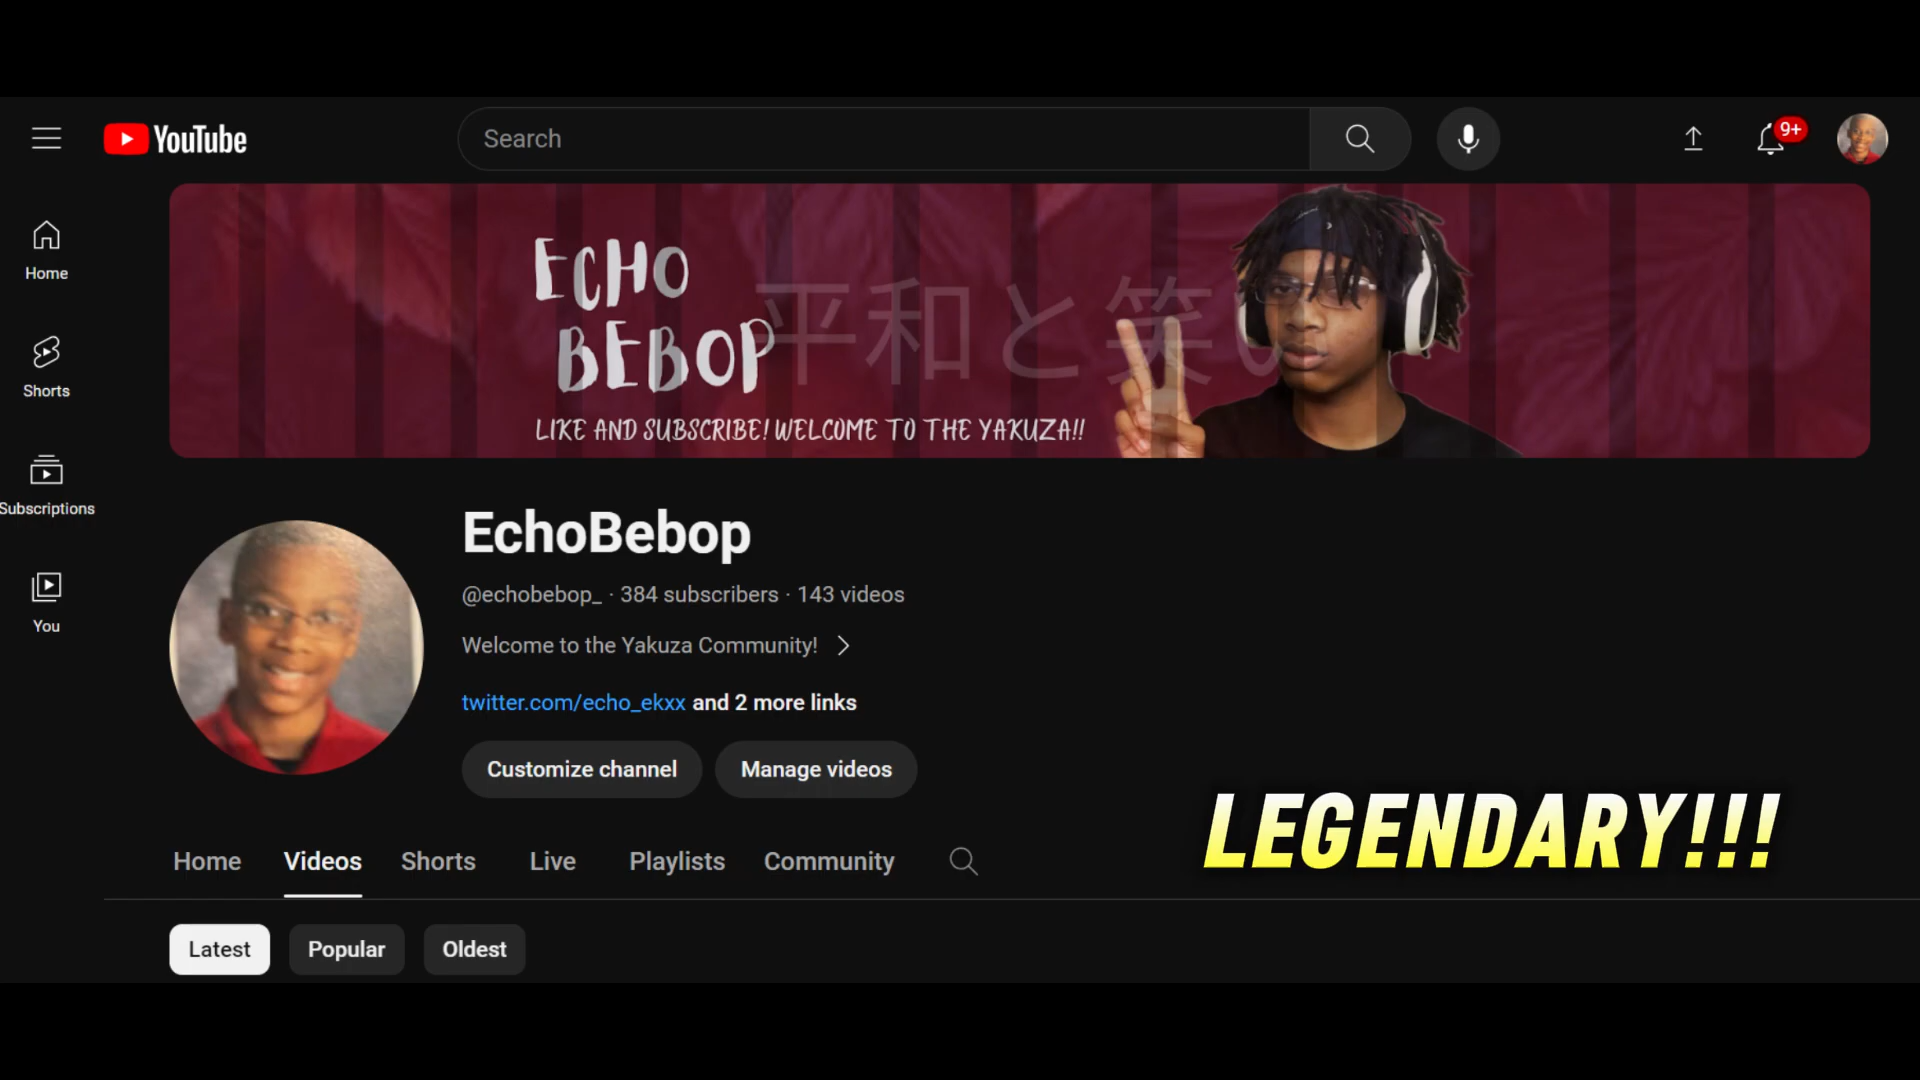 YouTube
Search
9+
Home
Shorts
Subscriptions
You
ECHO
BEBOP
平和と笑い
LIKE AND SUBSCRIBE! WELCOME TO THE YAKUZA!!
EchoBebop
@echobebop_ · 384 subscribers · 143 videos
Welcome to the Yakuza Community!
twitter.com/echo_ekxx and 2 more links
Customize channel Manage videos
LEGENDARY!!!
Home Videos Shorts Live Playlists Community
Latest Popular Oldest